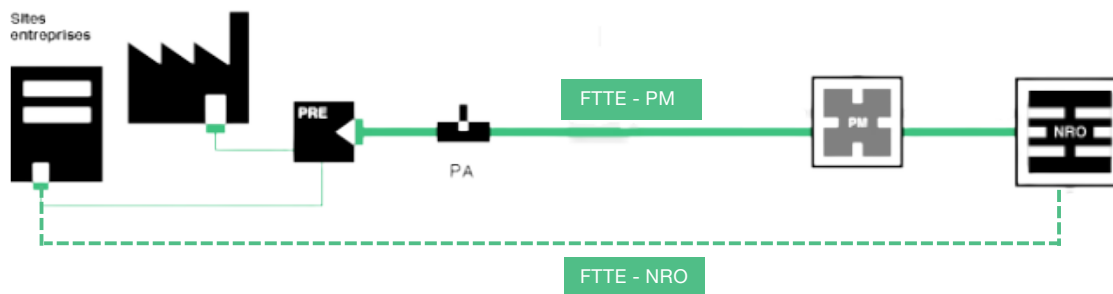 Sites
entreprises
PRE
PA
FTTE - PM
PM
NRO
FTTE - NRO